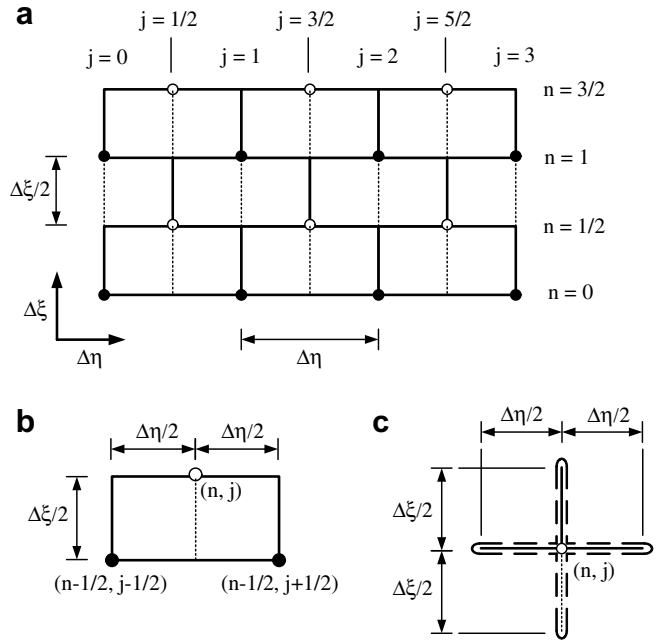 a
j = 1/2 j = 3/2 j = 5/2
j = 0 j = 1 j = 2 j = 3
n = 3/2
n = 1
Δξ/2
n = 1/2
n = 0
Δξ
Δη Δη
b c
Δη/2 Δη/2 Δη/2 Δη/2
(n, j)
Δξ/2 Δξ/2
(n, j)
(n-1/2, j-1/2) (n-1/2, j+1/2) Δξ/2